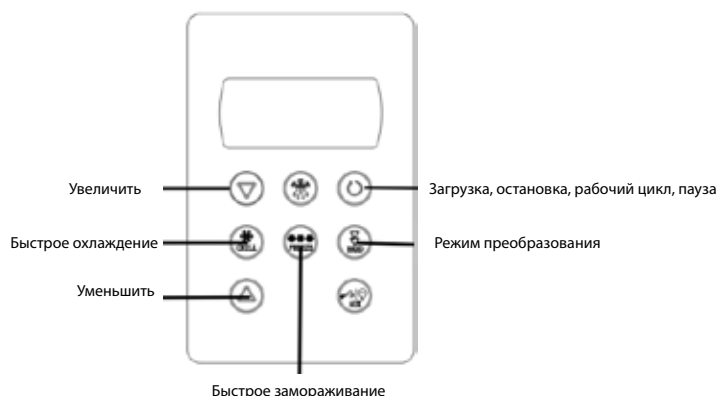 Увеличить
Загрузка, остановка, рабочий цикл, пауза
Быстрое охлаждение
Режим преобразования
Уменьшить
Быстрое замораживание